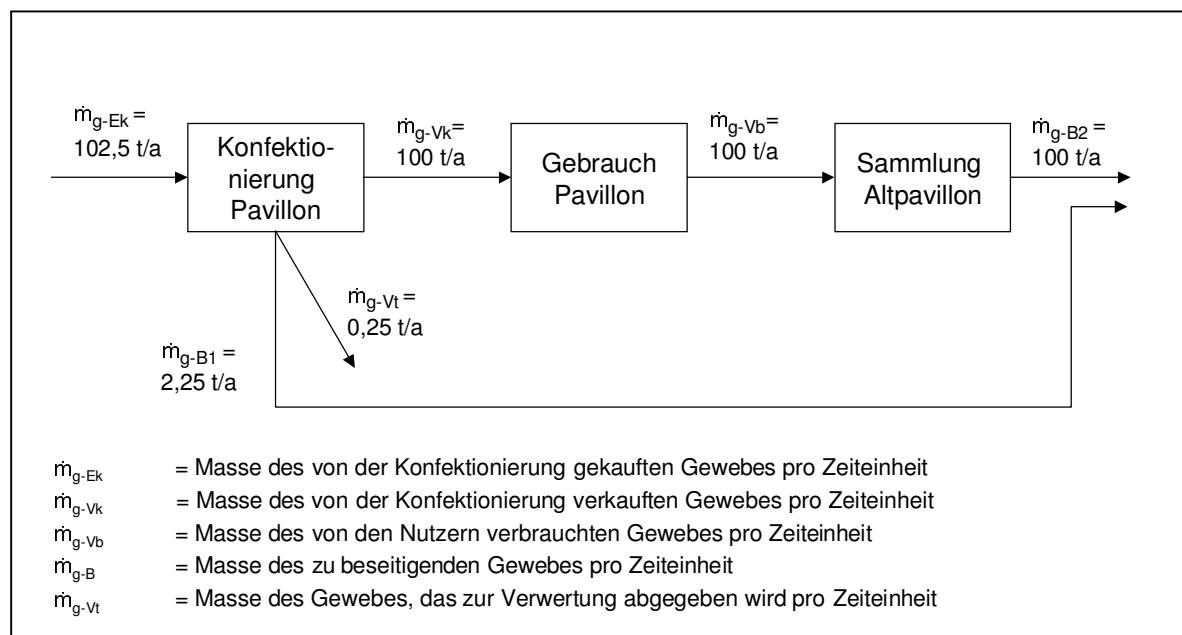 ṁg-Ek =
102,5 t/a
Konfektio-
nierung
Pavillon
ṁg-Vk=
100 t/a
Gebrauch
Pavillon
ṁg-Vb=
100 t/a
Sammlung
Altpavillon
ṁg-B2 =
100 t/a
ṁg-Vt =
0,25 t/a
ṁg-B1 =
2,25 t/a
ṁg-Ek = Masse des von der Konfektionierung gekauften Gewebes pro Zeiteinheit
ṁg-Vk = Masse des von der Konfektionierung verkauften Gewebes pro Zeiteinheit
ṁg-Vb = Masse des von den Nutzern verbrauchten Gewebes pro Zeiteinheit
ṁg-B = Masse des zu beseitigenden Gewebes pro Zeiteinheit
ṁg-Vt = Masse des Gewebes, das zur Verwertung abgegeben wird pro Zeiteinheit